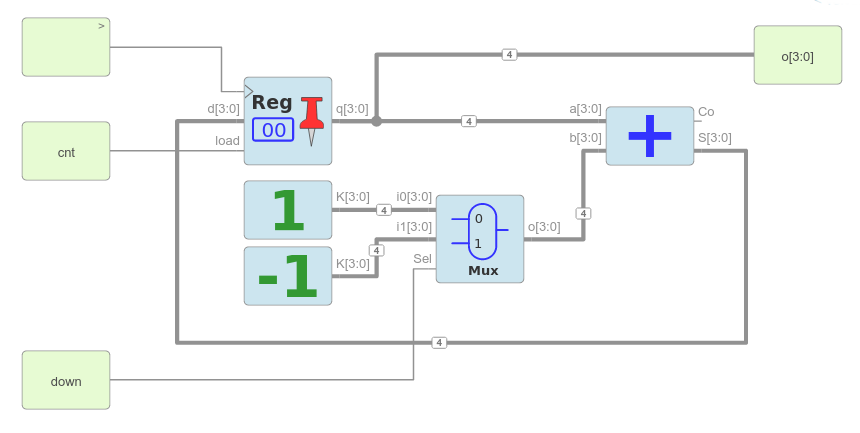 >
4
o[3:0]
d[3:0]
Reg
00
q[3:0]
4
a[3:0]
Co
cnt
load
b[3:0]
+
S[3:0]
1
K[3:0]
4
i0[3:0]
0
4
i1[3:0]
1
o[3:0]
4
-1
K[3:0]
Sel
Mux
4
down